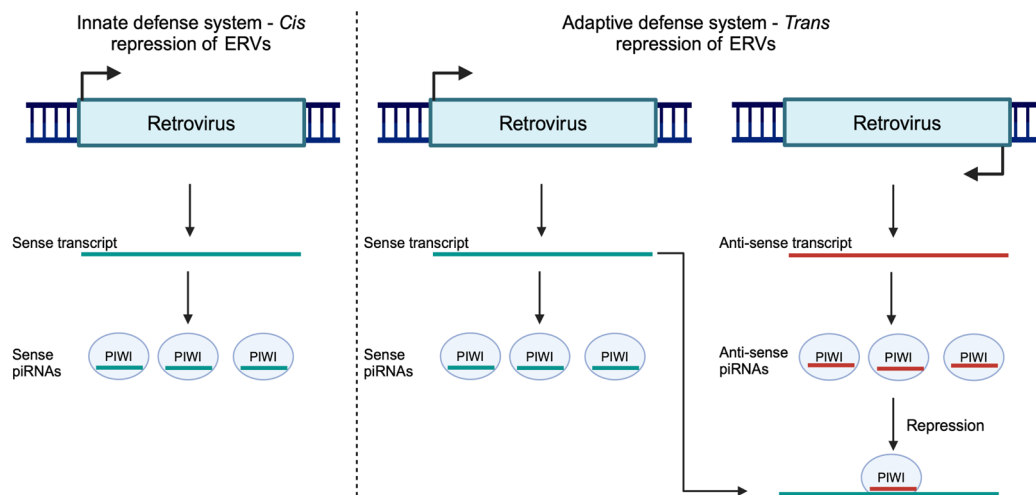 Innate defense system - Cis
repression of ERVs
Retrovirus
Sense transcript
Sense
piRNAs
PIWI
PIWI
PIWI
Adaptive defense system - Trans
repression of ERVs
Retrovirus
Sense transcript
Sense
piRNAs
PIWI
PIWI
PIWI
Retrovirus
Anti-sense transcript
Anti-sense
piRNAs
PIWI
PIWI
PIWI
Repression
PIWI